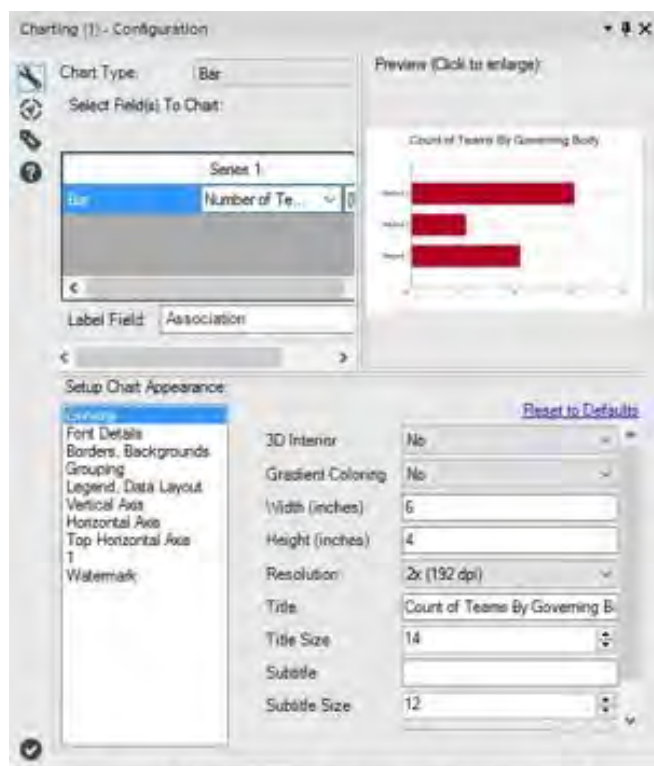 Charting (1) - Configuration
Chart Type:
Bar
Preview (Click to enlarge):
Select Field(s) To Chart:
Count of Teams By Governing Body
Series 1
Bar
Number of Te...
Label Field:
Association
Setup Chart Appearance
Reset to Defaults
General
Font Details
Borders, Backgrounds
Grouping
Legend, Data Layout
Vertical Axis
Horizontal Axis
Top Horizontal Axis
1
Watermark
3D Interior
No
Gradient Coloring
No
Width (inches)
6
Height (inches)
4
Resolution
2x (192 dpi)
Title
Count of Teams By Governing B
Title Size
14
Subtitle
Subtitle Size
12